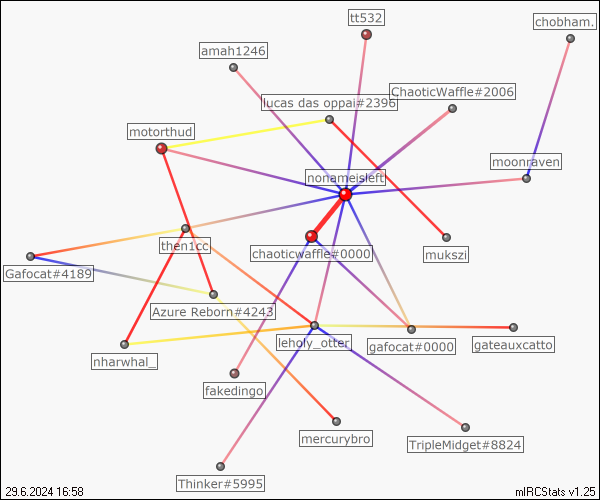 tt532
chobham.
amah1246
ChaoticWaffle#2006
lucas das oppai#2396
motorthud
moonraven
nonameisleft
then1cc
chaoticwaffle#0000
mukszi
Gafocat#4189
Azure Reborn#4243
leholy_otter
gafocat#0000
gateauxcatto
nharwhal_
fakedingo
mercurybro
TripleMidget#8824
Thinker#5995
29.6.2024 16:58
mIRCStats v1.25